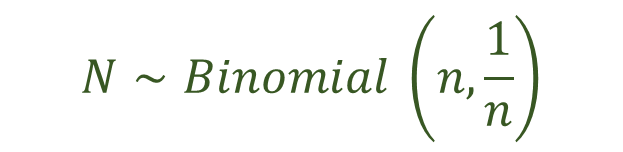 N ~ Binomial (n, 1/n)